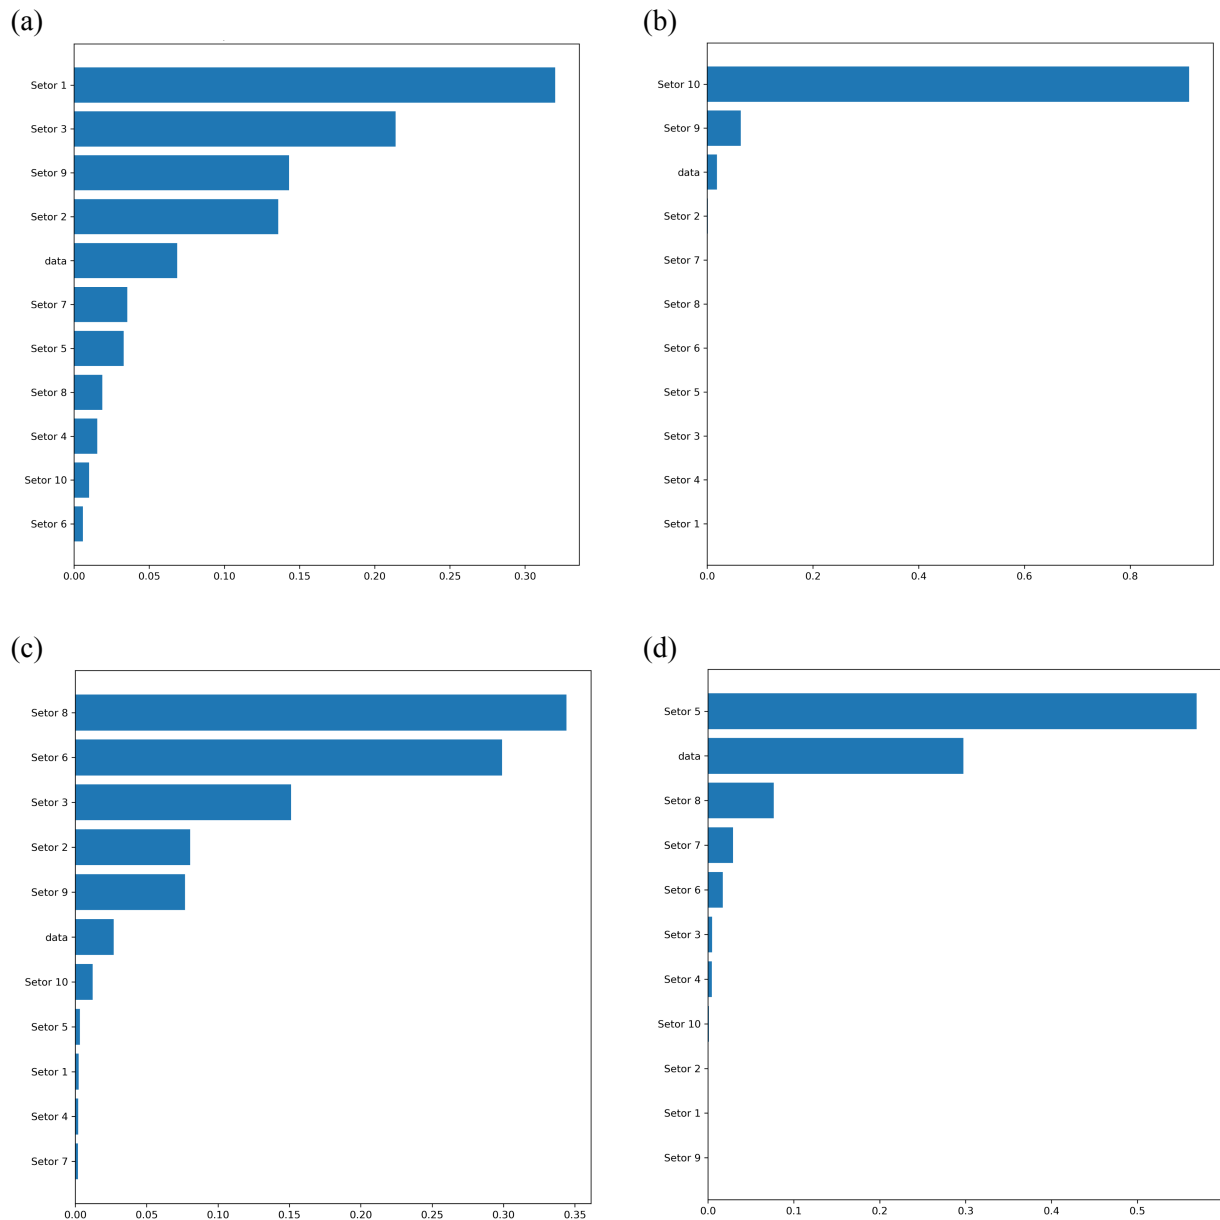 (a)
Setor 1
Setor 3
Setor 9
Setor 2
data
Setor 7
Setor 5
Setor 8
Setor 4
Setor 10
Setor 6
0.00 0.05 0.10 0.15 0.20 0.25 0.30
(b)
Setor 10
Setor 9
data
Setor 2
Setor 7
Setor 8
Setor 6
Setor 5
Setor 3
Setor 4
Setor 1
0.0 0.2 0.4 0.6 0.8
(c)
Setor 8
Setor 6
Setor 3
Setor 2
Setor 9
data
Setor 10
Setor 5
Setor 1
Setor 4
Setor 7
0.00 0.05 0.10 0.15 0.20 0.25 0.30 0.35
(d)
Setor 5
data
Setor 8
Setor 7
Setor 6
Setor 3
Setor 4
Setor 10
Setor 2
Setor 1
Setor 9
0.0 0.1 0.2 0.3 0.4 0.5